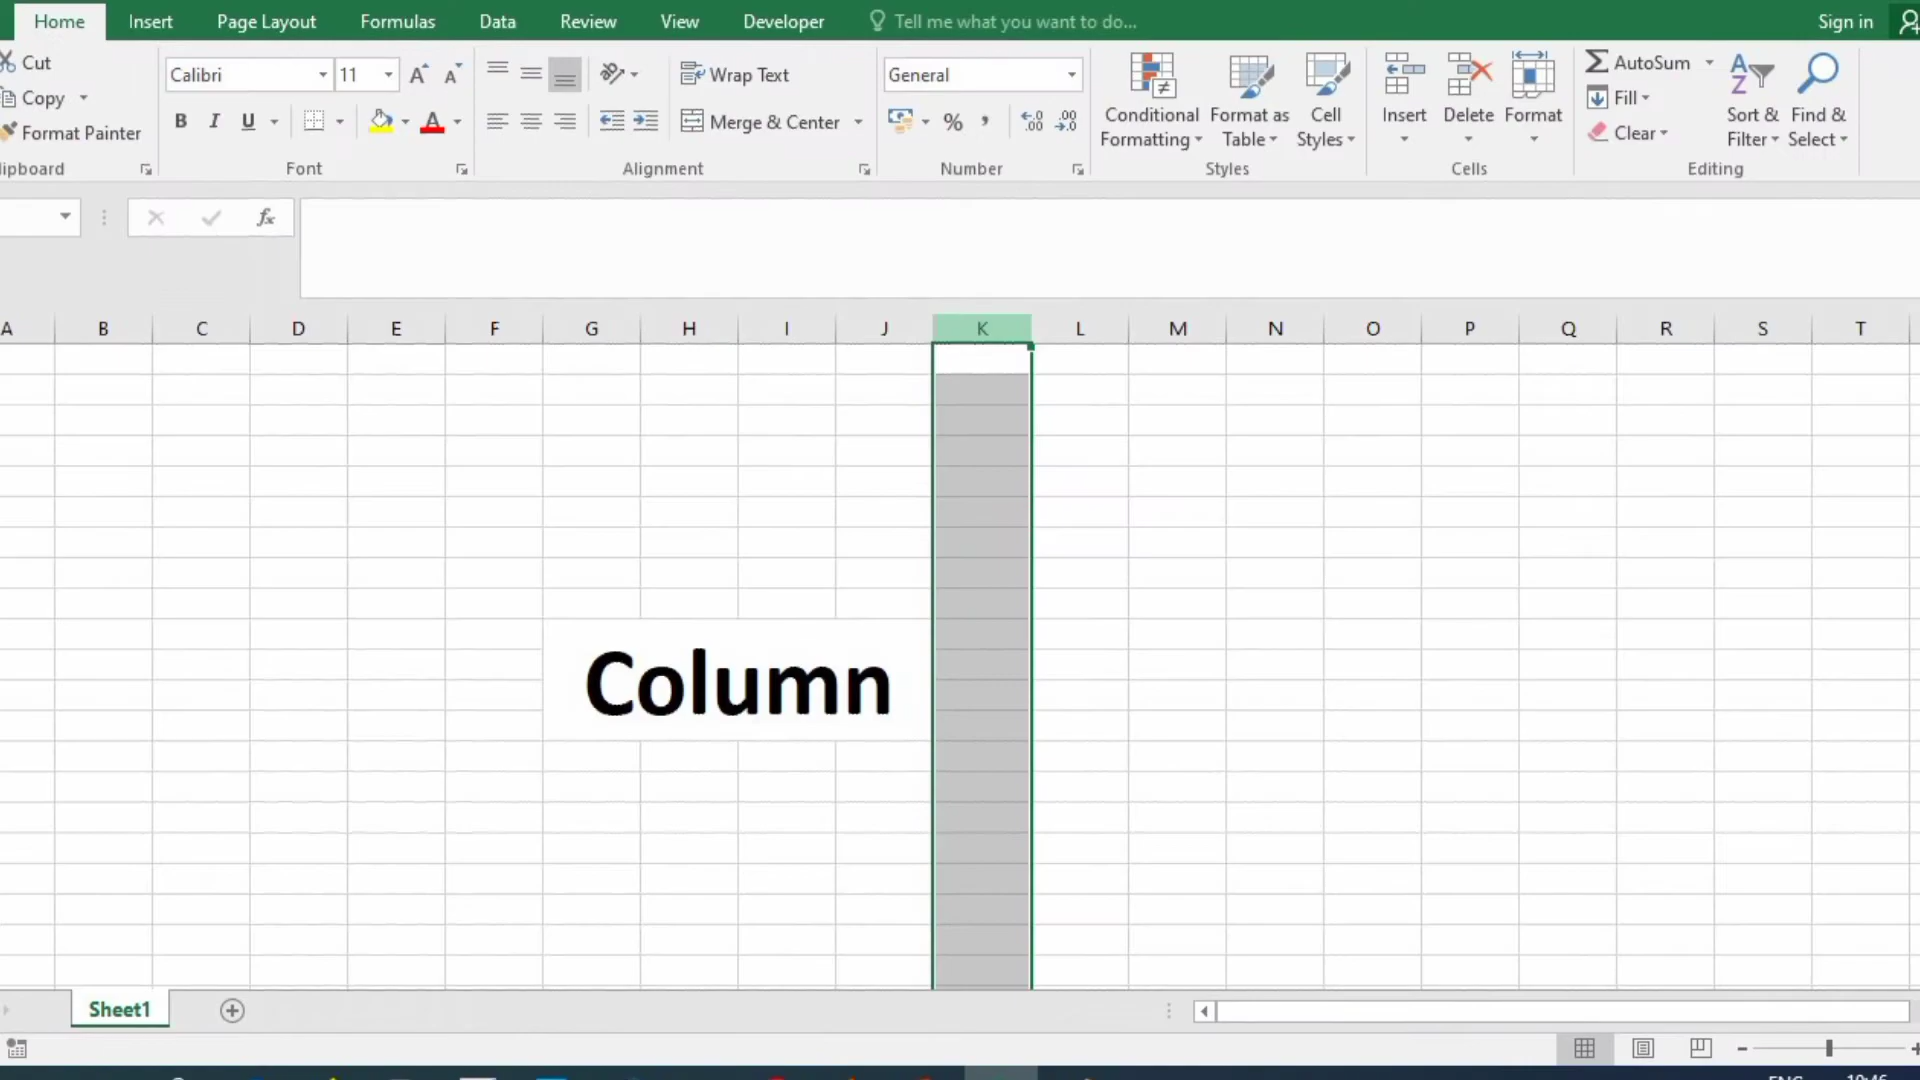 Home Insert Page Layout Formulas Data Review View Developer Tell me what you want to do... Sign in
Cut
Copy
Format Painter
Calibri 11
B I U
Wrap Text
Merge & Center
General
%
Conditional Formatting
Format as Table
Cell Styles
Insert Delete Format
AutoSum
Fill
Clear
Sort & Filter
Find & Select
lipboard Font Alignment Number Styles Cells Editing
fx
A B C D E F G H I J K L M N O P Q R S T
Column
Sheet1